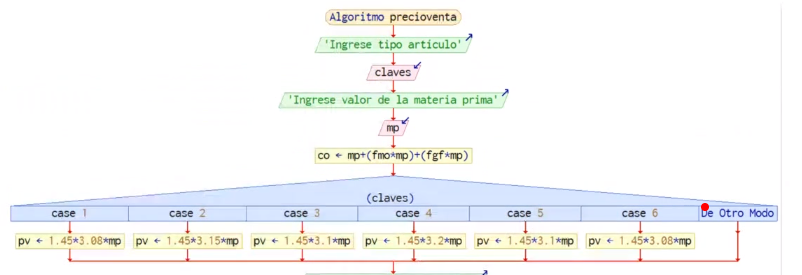 Algoritmo precioventa
'Ingrese tipo artículo'
claves
'Ingrese valor de la materia prima'
mp
co ← mp+(fmo*mp)+(fgf*mp)
(claves)
case 1 case 2 case 3 case 4 case 5 case 6 De Otro Modo
pv ← 1.45*3.08*mp pv ← 1.45*3.15*mp pv ← 1.45*3.1*mp pv ← 1.45*3.2*mp pv ← 1.45*3.1*mp pv ← 1.45*3.08*mp